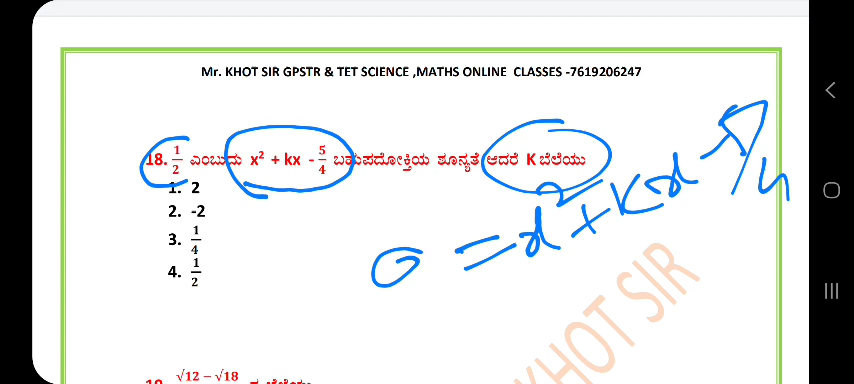 Mr. KHOT SIR GPSTR & TET SCIENCE ,MATHS ONLINE CLASSES -7619206247
18. 1/2 ಎಂಬುದು x² + kx - 5/4 ಬಹುಪದೋಕ್ತಿಯ ಶೂನ್ಯತೆ ಆದರೆ K ಬೆಲೆಯು
1. 2
2. -2
3. 1/4
4. 1/2
0 = x² + Kx - 5/4
KHOT SIR
√12 − √18